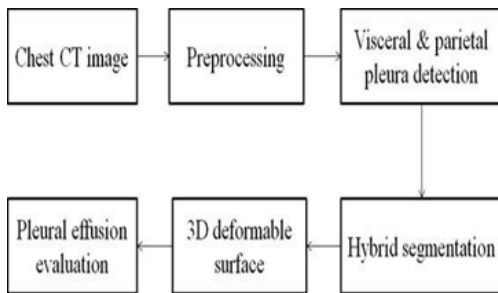 Chest CT image
Preprocessing
Visceral & parietal
pleura detection
Hybrid segmentation
3D deformable
surface
Pleural effusion
evaluation